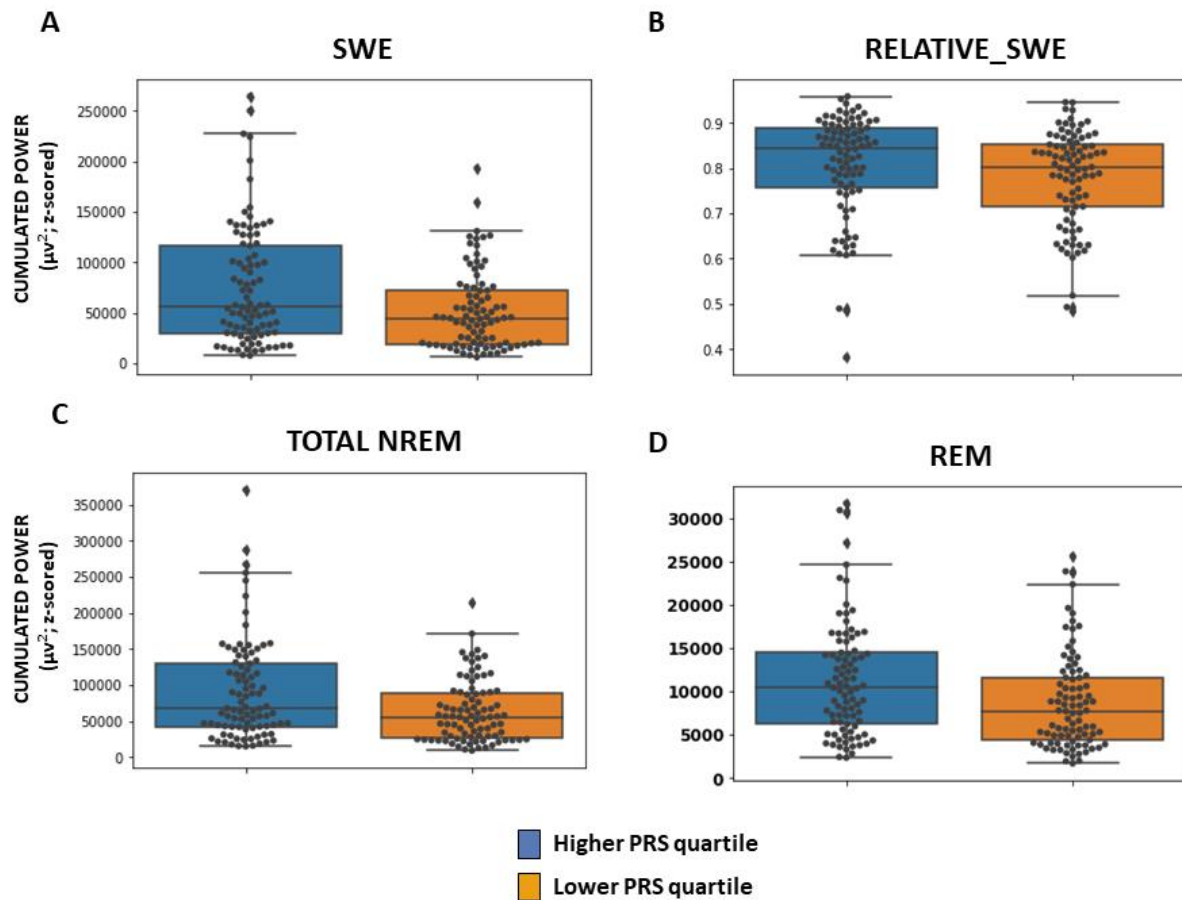 A
SWE
CUMULATED POWER
(μv²; z-scored)
250000
200000
150000
100000
50000
0
B
RELATIVE_SWE
0.9
0.8
0.7
0.6
0.5
0.4
C
TOTAL NREM
CUMULATED POWER
(μv²; z-scored)
350000
300000
250000
200000
150000
100000
50000
0
D
REM
30000
25000
20000
15000
10000
5000
0
Higher PRS quartile
Lower PRS quartile